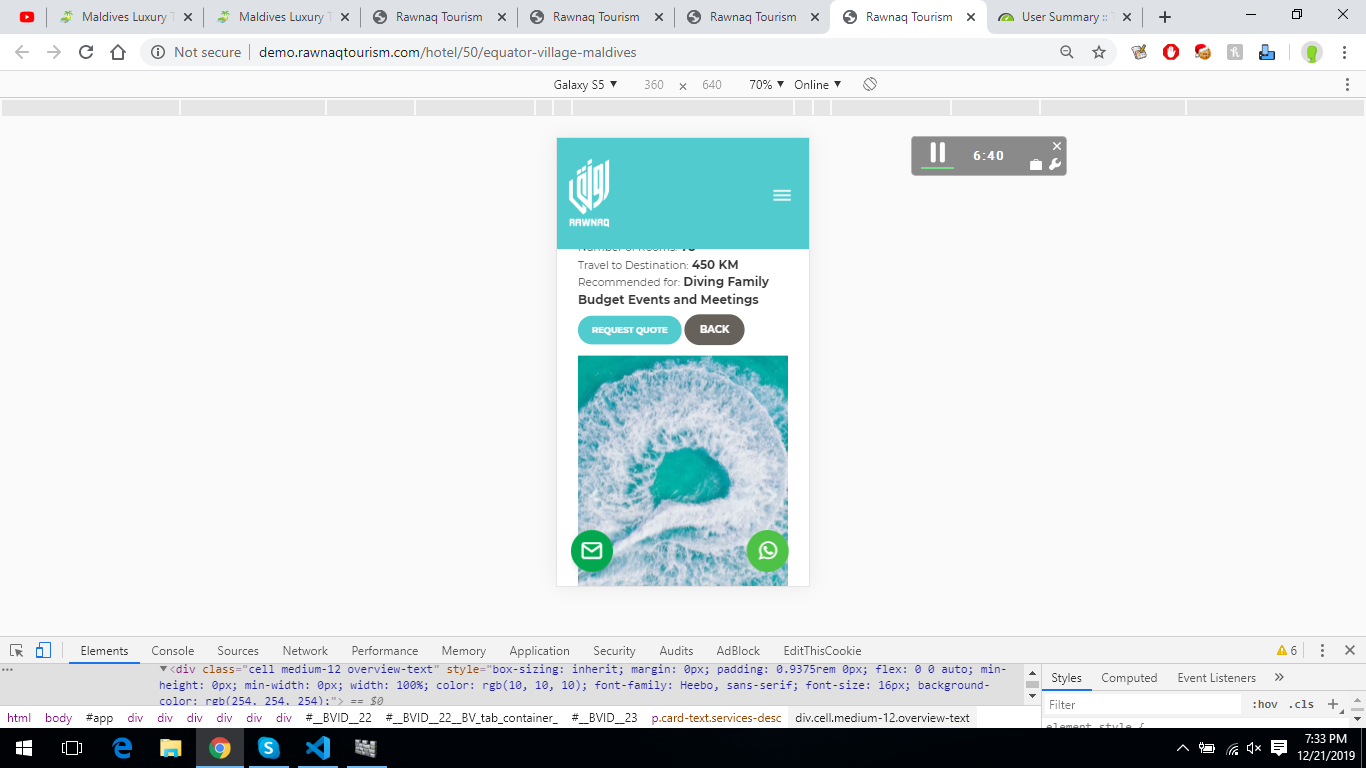 Maldives Luxury T
Maldives Luxury T
Rawnaq Tourism
Rawnaq Tourism
Rawnaq Tourism
Rawnaq Tourism
User Summary :: T
Not secure
demo.rawnaqtourism.com/hotel/50/equator-village-maldives
Galaxy S5 ▼ 360 × 640 70% ▼ Online ▼
6:40
رونق
RAWNAQ
Number of Rooms: 78
Travel to Destination: 450 KM
Recommended for: Diving Family
Budget Events and Meetings
REQUEST QUOTE BACK
Elements Console Sources Network Performance Memory Application Security Audits AdBlock EditThisCookie 6
<div class="cell medium-12 overview-text" style="box-sizing: inherit; margin: 0px; padding: 0.9375rem 0px; flex: 0 0 auto; min-
height: 0px; min-width: 0px; width: 100%; color: rgb(10, 10, 10); font-family: Heebo, sans-serif; font-size: 16px; background-
color: rgb(254, 254, 254);"> == $0
html body #app div div div div div #__BVID__22 #__BVID__22__BV_tab_container_ #__BVID__23 p.card-text.services-desc div.cell.medium-12.overview-text
Styles Computed Event Listeners »
Filter :hov .cls +
element.style {
7:33 PM
12/21/2019